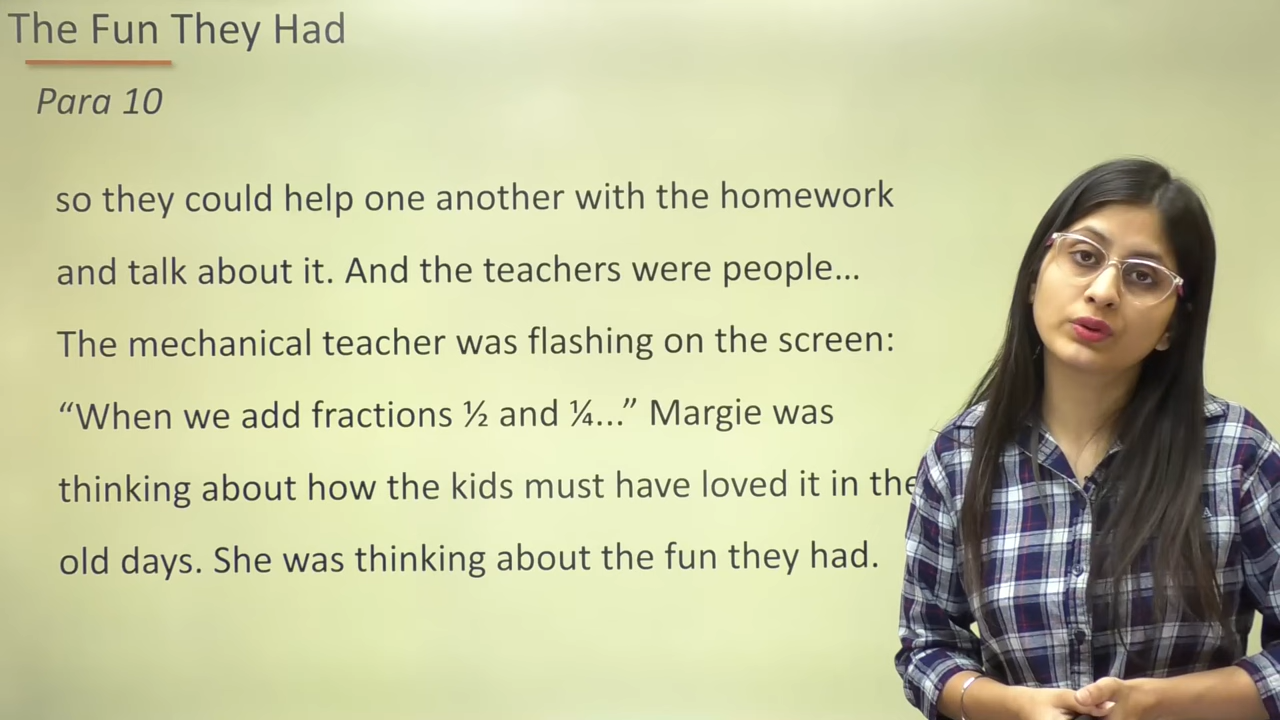 The Fun They Had
Para 10
so they could help one another with the homework
and talk about it. And the teachers were people...
The mechanical teacher was flashing on the screen:
“When we add fractions ½ and ¼...” Margie was
thinking about how the kids must have loved it in the
old days. She was thinking about the fun they had.